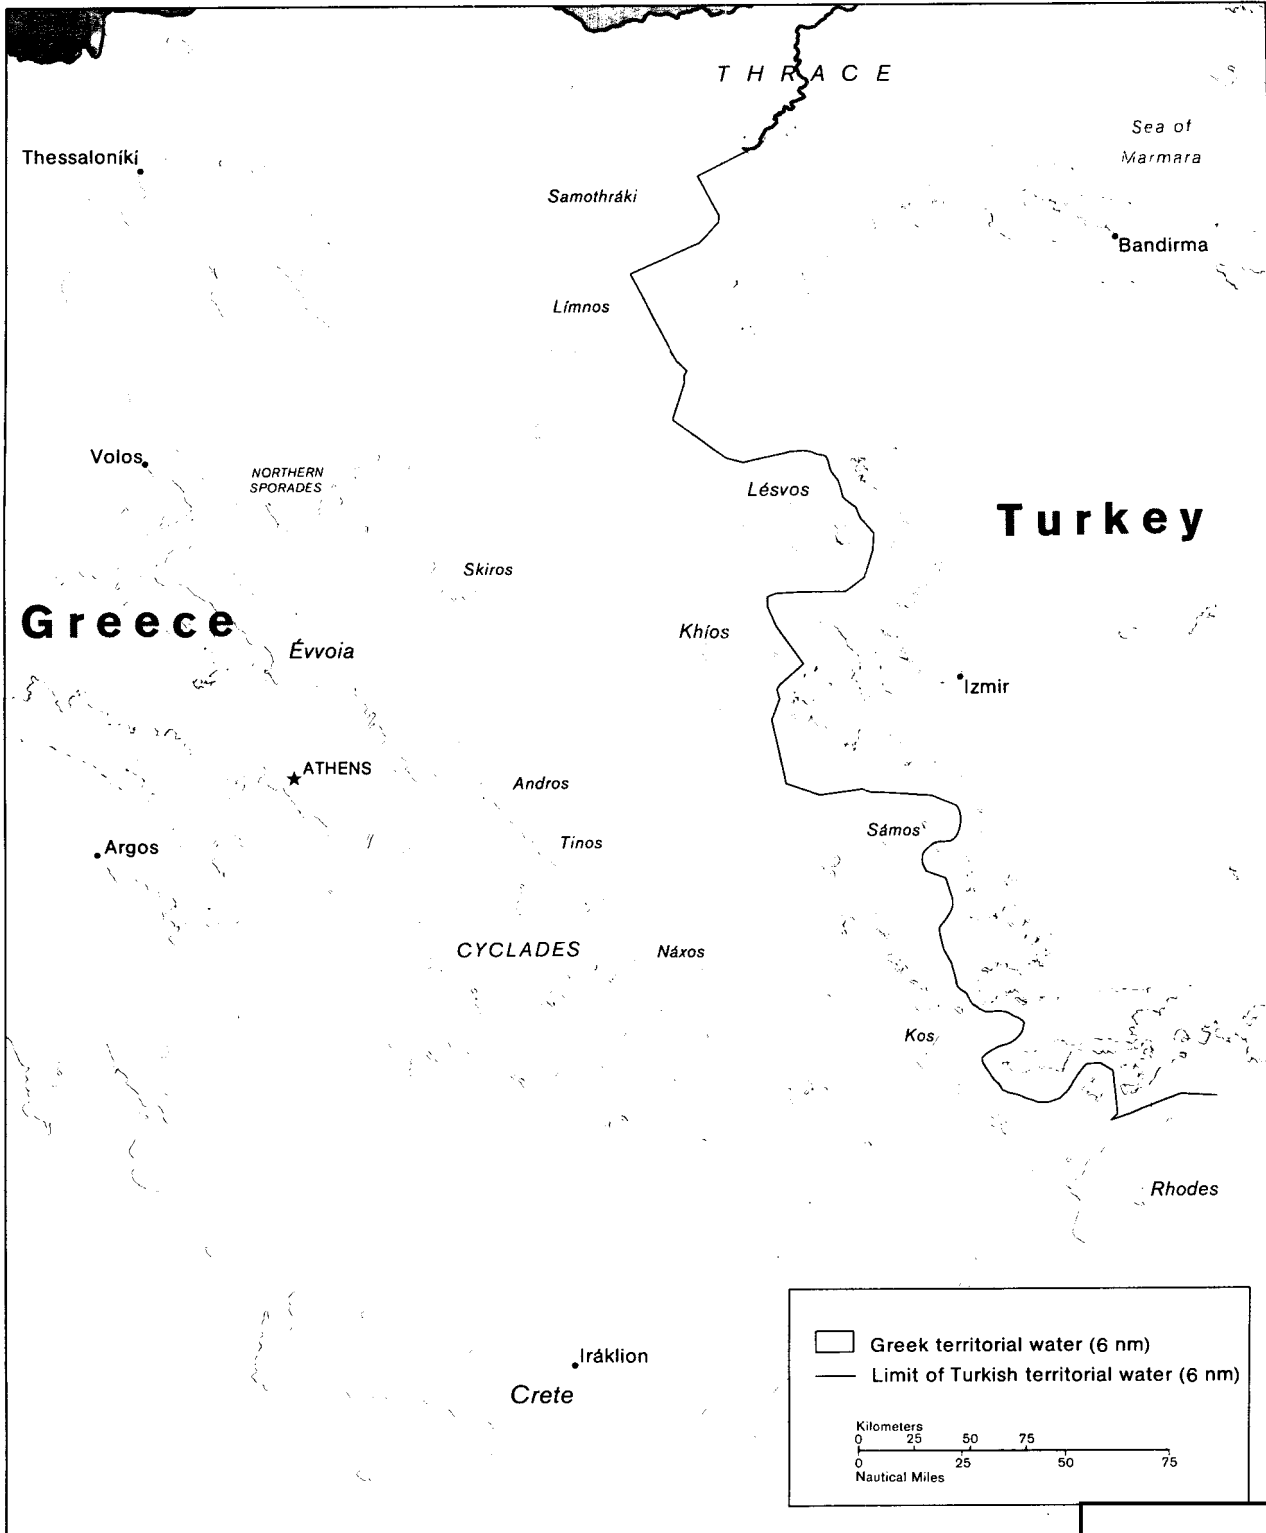 THRACE
Sea of
Marmara
Thessaloníki
Samothráki
Bandirma
Límnos
Volos
NORTHERN
SPORADES
Lésvos
Turkey
Skiros
Greece
Khíos
Évvoia
Izmir
ATHENS
Andros
Sámos
Tinos
Argos
CYCLADES
Náxos
Kos
Rhodes
Iráklion
Crete
Greek territorial water (6 nm)
Limit of Turkish territorial water (6 nm)
Kilometers
0 25 50 75
0 25 50 75
Nautical Miles